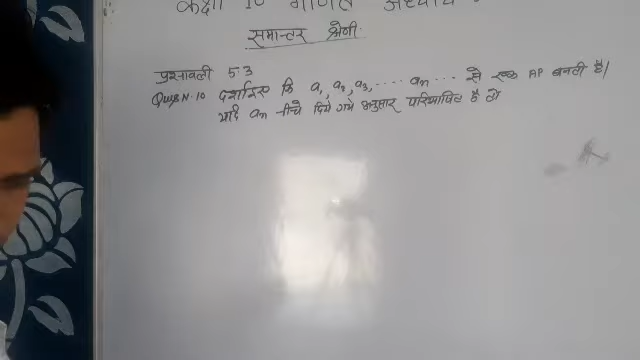 कक्षा 10 गणित अध्याय
समान्तर श्रेणी
प्रश्नावली 5.3
Ques N. 10 दर्शाइए कि a₁, a₂, a₃, ..... aₙ ... से एक AP बनती है।
यदि aₙ नीचे दिये गये अनुसार परिभाषित है तो